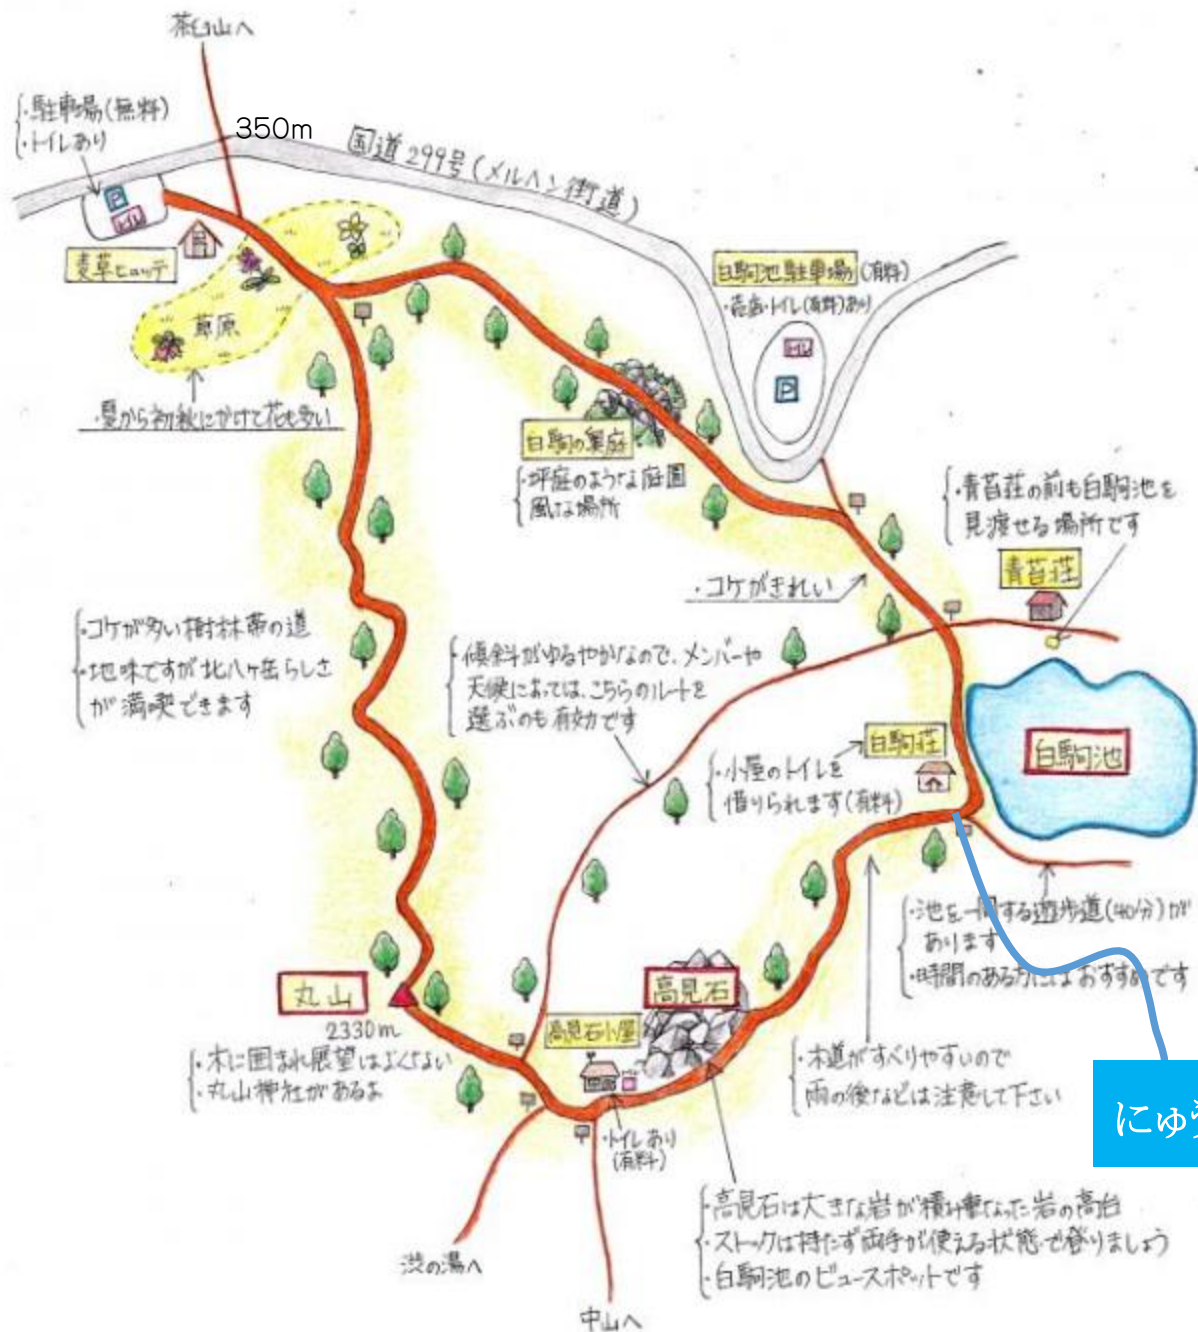 茶臼山へ
・駐車場(無料)
・トイレあり
350m
国道299号(メルヘン街道)
P
トイレ
麦草ヒュッテ
草原
・夏から初秋にかけて花も多い
白駒池駐車場 (有料)
・売店・トイレ(有料)あり
トイレ
P
白駒の奥庭
・坪庭のような庭園
風な場所
・青苔荘の前も白駒池を
見渡せる場所です
青苔荘
・コケがきれい
・コケが多い樹林帯の道
・地味ですが北八ヶ岳らしさ
が満喫できます
・傾斜がゆるやかなので、メンバーや
天候によっては、こちらのルートを
選ぶのも有効です
白駒荘
・小屋のトイレを
借りられます(有料)
白駒池
・池を一周する遊歩道(40分)が
あります
・時間のある方にはおすすめです
丸山
2330m
・木に囲まれ展望はよくない
・丸山神社があるよ
高見石小屋
高見石
・トイレあり
(有料)
・木道がすべりやすいので
雨の後などは注意して下さい
にゅう
・高見石は大きな岩が積み重なった岩の高台
・ストックは持たず両手が使える状態で登りましょう
・白駒池のビュースポットです
渋の湯へ
中山へ